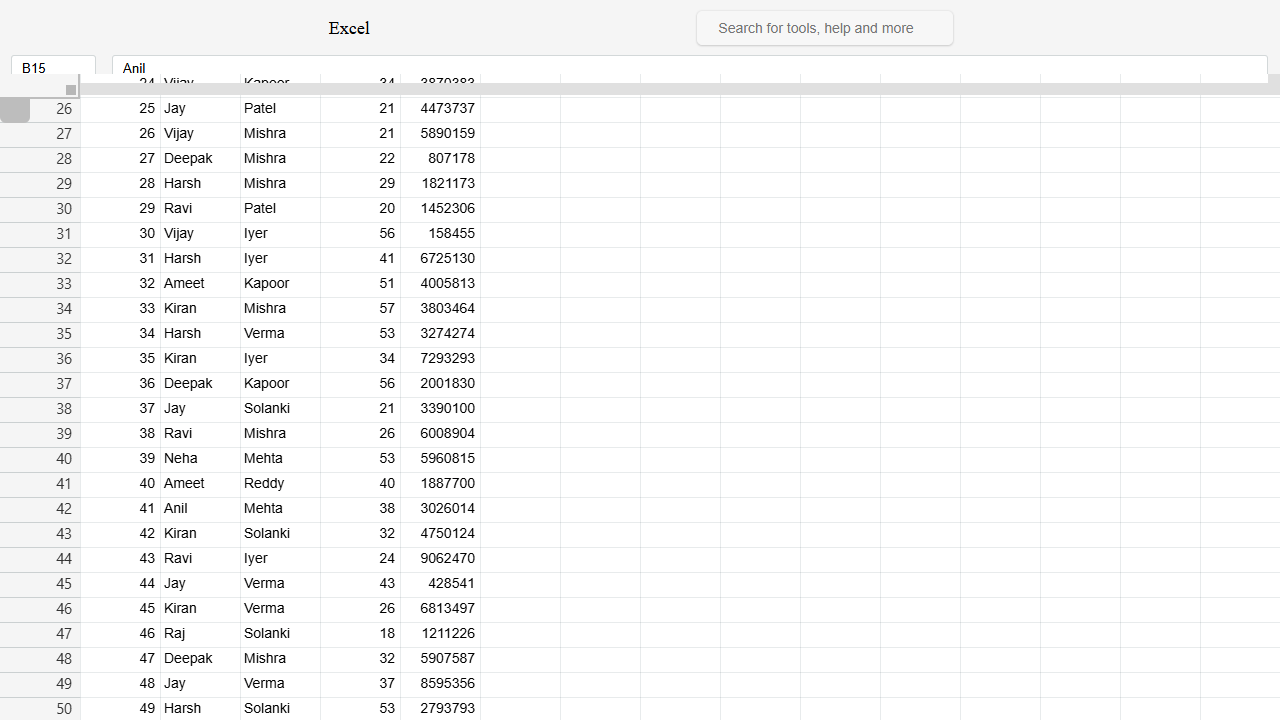 Excel Search for tools, help and more
B15 Anil
24 Vijay Kapoor 34 3870383
26 25 Jay Patel 21 4473737
27 26 Vijay Mishra 21 5890159
28 27 Deepak Mishra 22 807178
29 28 Harsh Mishra 29 1821173
30 29 Ravi Patel 20 1452306
31 30 Vijay Iyer 56 158455
32 31 Harsh Iyer 41 6725130
33 32 Ameet Kapoor 51 4005813
34 33 Kiran Mishra 57 3803464
35 34 Harsh Verma 53 3274274
36 35 Kiran Iyer 34 7293293
37 36 Deepak Kapoor 56 2001830
38 37 Jay Solanki 21 3390100
39 38 Ravi Mishra 26 6008904
40 39 Neha Mehta 53 5960815
41 40 Ameet Reddy 40 1887700
42 41 Anil Mehta 38 3026014
43 42 Kiran Solanki 32 4750124
44 43 Ravi Iyer 24 9062470
45 44 Jay Verma 43 428541
46 45 Kiran Verma 26 6813497
47 46 Raj Solanki 18 1211226
48 47 Deepak Mishra 32 5907587
49 48 Jay Verma 37 8595356
50 49 Harsh Solanki 53 2793793